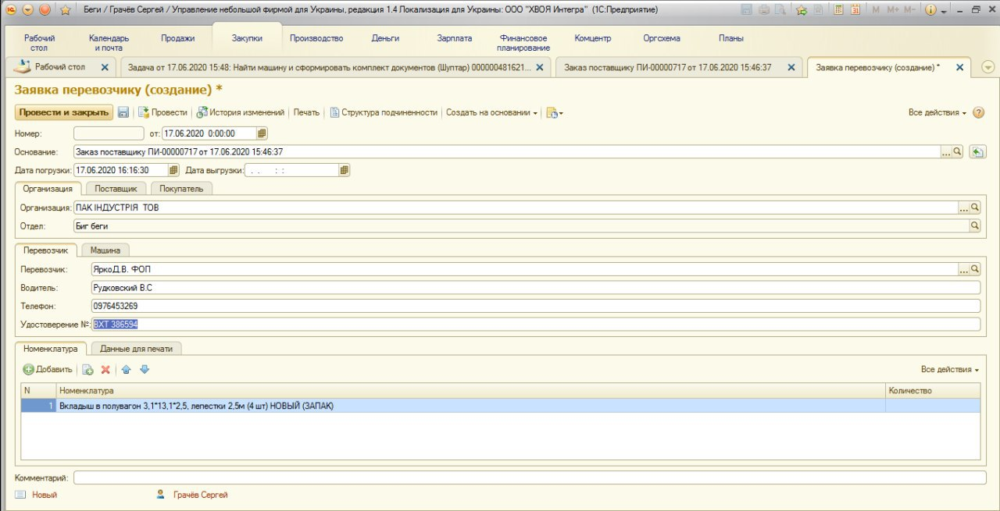 Беги / Грачёв Сергей / Управление небольшой фирмой для Украины, редакция 1.4 Локализация для Украины: ООО "ХВОЯ Интегра" (1С:Предприятие)
M M+ M-
Рабочий стол
Календарь и почта
Продажи
Закупки
Производство
Деньги
Зарплата
Финансовое планирование
Комцентр
Оргсхема
Планы
Рабочий стол
Задача от 17.06.2020 15:48: Найти машину и сформировать комплект документов (Шуптар) 000000481621...
Заказ поставщику ПИ-00000717 от 17.06.2020 15:46:37
Заявка перевозчику (создание) *
Заявка перевозчику (создание) *
Провести и закрыть
Провести
История изменений
Печать
Структура подчиненности
Создать на основании
Все действия
Номер:
от: 17.06.2020 0:00:00
Основание: Заказ поставщику ПИ-00000717 от 17.06.2020 15:46:37
Дата погрузки: 17.06.2020 16:16:30 Дата выгрузки: . . : :
Организация Поставщик Покупатель
Организация: ПАК ІНДУСТРІЯ ТОВ
Отдел: Биг беги
Перевозчик Машина
Перевозчик: ЯркоД.В. ФОП
Водитель: Рудковский В.С
Телефон: 0976453269
Удостоверение №: ВХТ 386594
Номенклатура Данные для печати
Добавить
Все действия
N Номенклатура Количество
1 Вкладыш в полувагон 3,1*13,1*2,5, лепестки 2,5м (4 шт) НОВЫЙ (ЗАПАК)
Комментарий:
Новый Грачёв Сергей